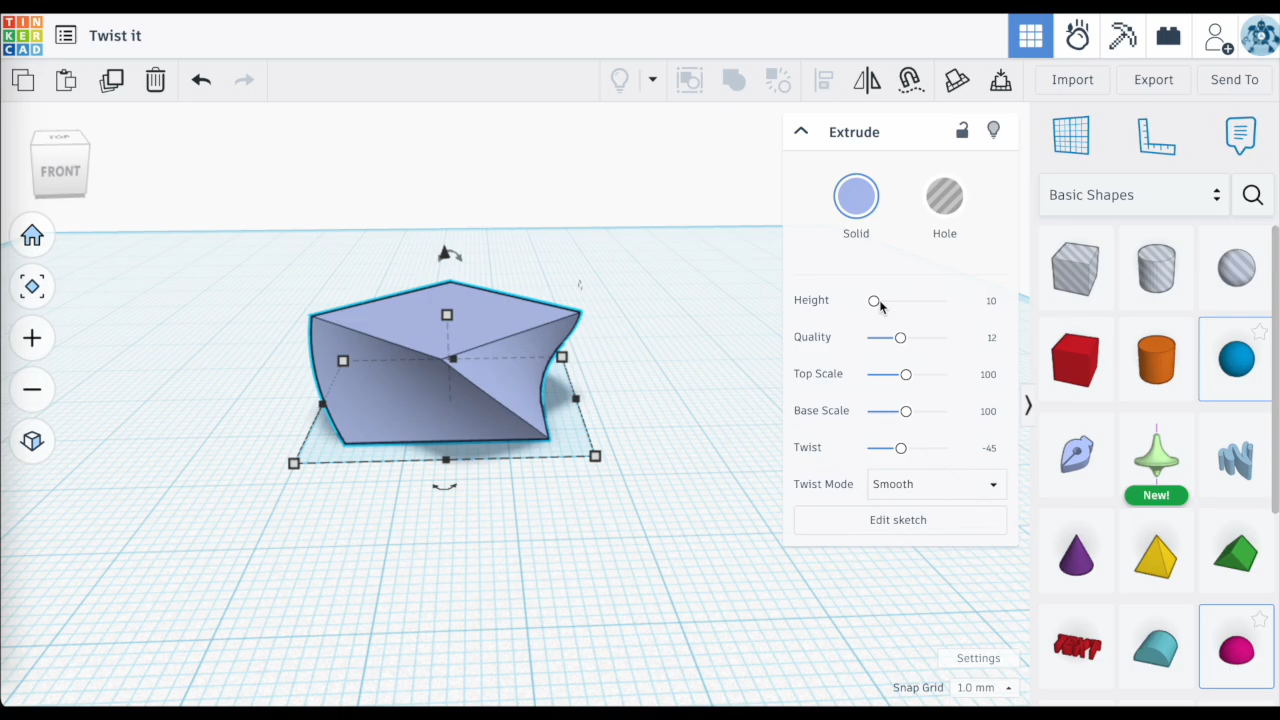 TIN
KER
CAD
Twist it
Import
Export
Send To
TOP
FRONT
Extrude
Solid
Hole
Height 10
Quality 12
Top Scale 100
Base Scale 100
Twist -45
Twist Mode Smooth
Edit sketch
Basic Shapes
New!
TEXT
Settings
Snap Grid 1.0 mm